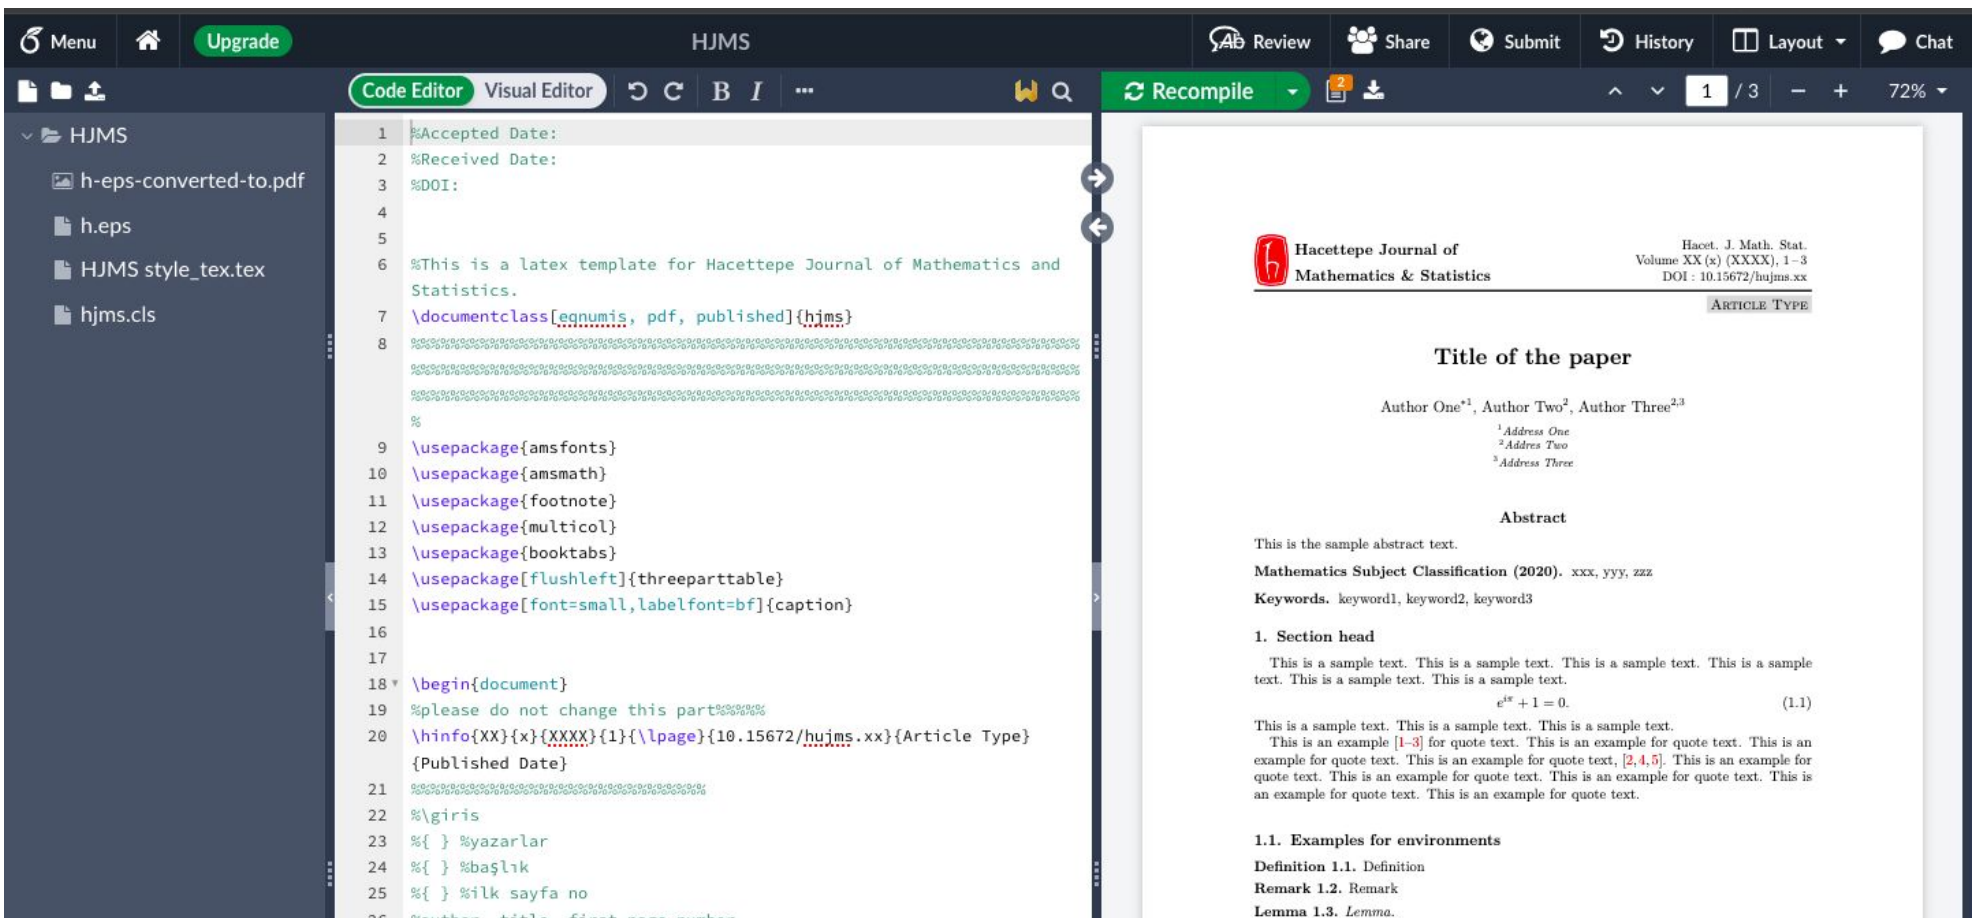 Menu Upgrade HJMS Review Share Submit History Layout Chat
Code Editor Visual Editor B I ... Recompile 2 1 / 3 − + 72%
HJMS
h-eps-converted-to.pdf
h.eps
HJMS style_tex.tex
hjms.cls
1 %Accepted Date:
2 %Received Date:
3 %DOI:
4
5
6 %This is a latex template for Hacettepe Journal of Mathematics and
Statistics.
7 \documentclass[eqnumis, pdf, published]{hjms}
8 %%%%%%%%%%%%%%%%%%%%%%%%%%%%%%%%%%%%%%%%%%%%%%%%%%%%%%%%%%%%%%%%%%%%
%%%%%%%%%%%%%%%%%%%%%%%%%%%%%%%%%%%%%%%%%%%%%%%%%%%%%%%%%%%%%%%%%%%%
%%%%%%%%%%%%%%%%%%%%%%%%%%%%%%%%%%%%%%%%%%%%%%%%%%%%%%%%%%%%%%%%%%%%
%
9 \usepackage{amsfonts}
10 \usepackage{amsmath}
11 \usepackage{footnote}
12 \usepackage{multicol}
13 \usepackage{booktabs}
14 \usepackage[flushleft]{threeparttable}
15 \usepackage[font=small,labelfont=bf]{caption}
16
17
18 \begin{document}
19 %please do not change this part%%%%%
20 \hinfo{XX}{x}{XXXX}{1}{\lpage}{10.15672/hujms.xx}{Article Type}
{Published Date}
21 %%%%%%%%%%%%%%%%%%%%%%%%%%%%%%
22 %\giris
23 %{ } %yazarlar
24 %{ } %başlık
25 %{ } %ilk sayfa no
Hacettepe Journal of
Mathematics & Statistics
Hacet. J. Math. Stat.
Volume XX (x) (XXXX), 1–3
DOI : 10.15672/hujms.xx
Article Type
Title of the paper
Author One*1, Author Two2, Author Three2,3
1Address One
2Addres Two
3Address Three
Abstract
This is the sample abstract text.
Mathematics Subject Classification (2020). xxx, yyy, zzz
Keywords. keyword1, keyword2, keyword3
1. Section head
This is a sample text. This is a sample text. This is a sample text. This is a sample
text. This is a sample text. This is a sample text.
e^{iπ} + 1 = 0. (1.1)
This is a sample text. This is a sample text. This is a sample text.
This is an example [1–3] for quote text. This is an example for quote text. This is an
example for quote text. This is an example for quote text, [2,4,5]. This is an example for
quote text. This is an example for quote text. This is an example for quote text. This is
an example for quote text. This is an example for quote text.
1.1. Examples for environments
Definition 1.1. Definition
Remark 1.2. Remark
Lemma 1.3. Lemma.